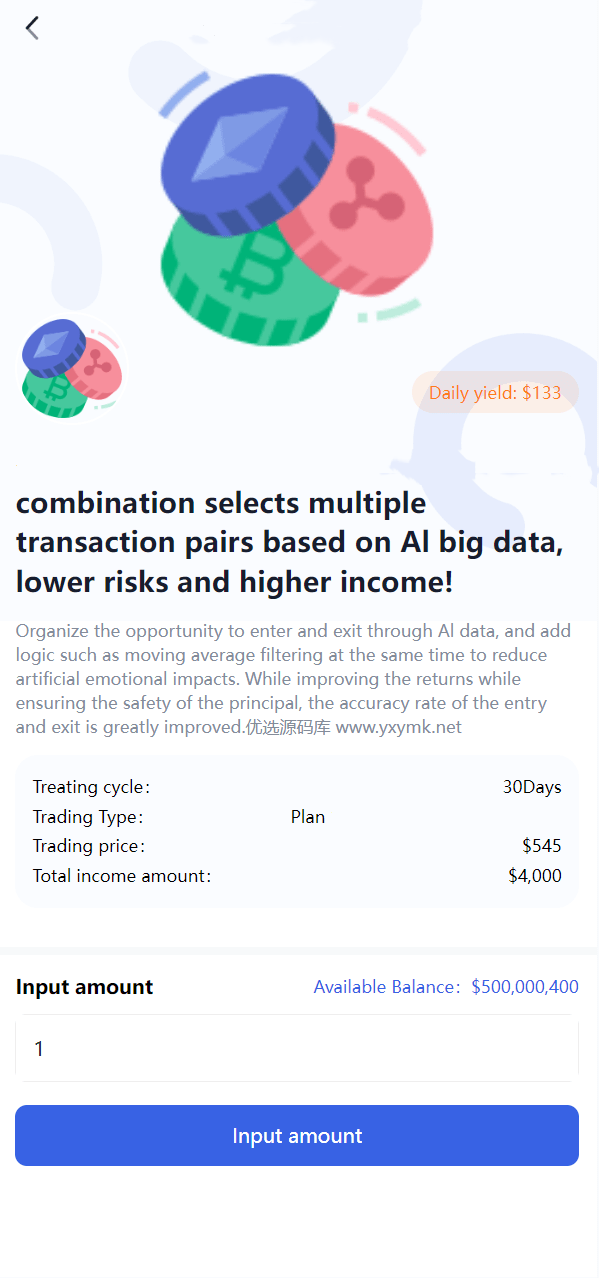 Daily yield: $133
combination selects multiple
transaction pairs based on Al big data,
lower risks and higher income!
Organize the opportunity to enter and exit through Al data, and add
logic such as moving average filtering at the same time to reduce
artificial emotional impacts. While improving the returns while
ensuring the safety of the principal, the accuracy rate of the entry
and exit is greatly improved.优选源码库 www.yxymk.net
Treating cycle： 30Days
Trading Type： Plan
Trading price： $545
Total income amount： $4,000
Input amount Available Balance：$500,000,400
1
Input amount